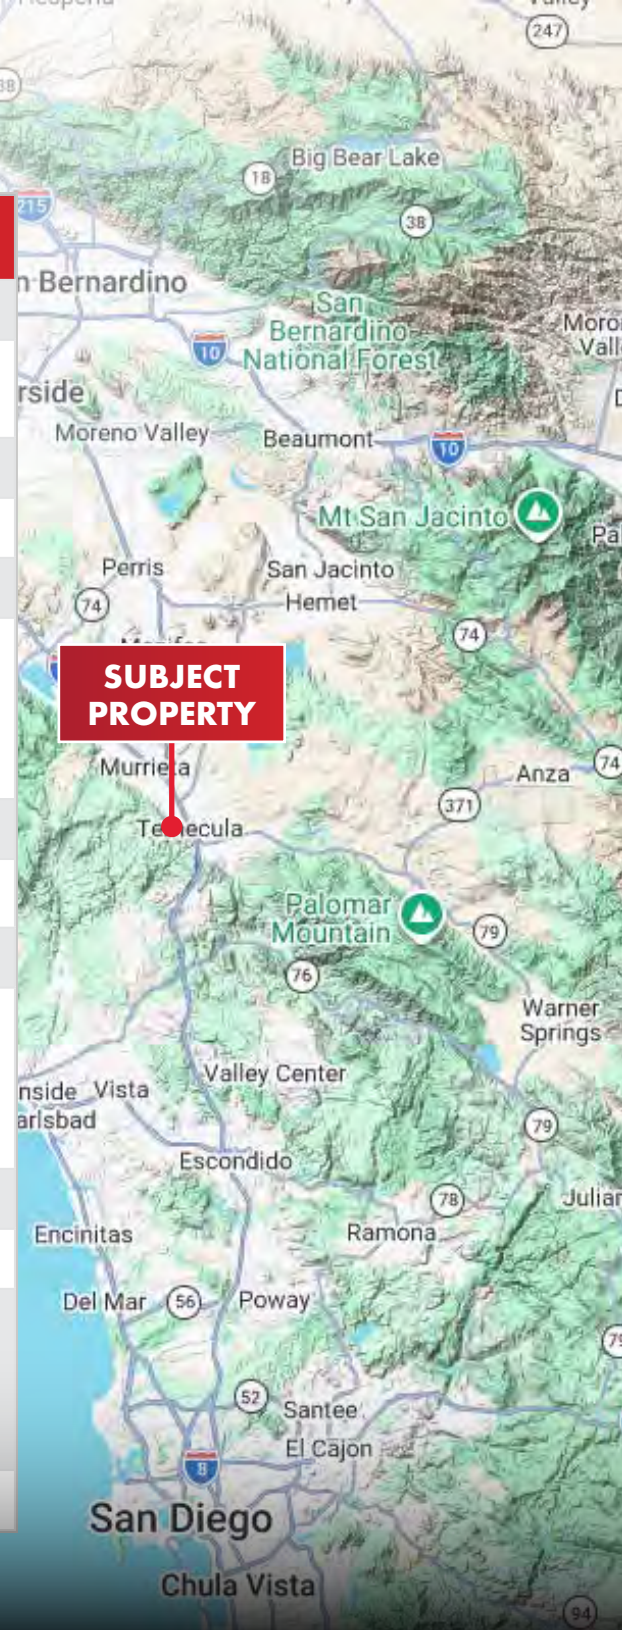 247
38
Big Bear Lake
18
38
215
n Bernardino
San
Bernardino
National Forest
10
Moro
Vall
rside
D
Moreno Valley
Beaumont
10
Mt San Jacinto
Pa
Perris
San Jacinto
Hemet
74
74
SUBJECT
PROPERTY
Murrieta
Anza
74
371
Temecula
Palomar
Mountain
79
76
Warner
Springs
Valley Center
nside
Vista
arlsbad
79
Escondido
78
Julian
Encinitas
Ramona
Del Mar
56
Poway
79
52
Santee
El Cajon
8
San Diego
Chula Vista
94